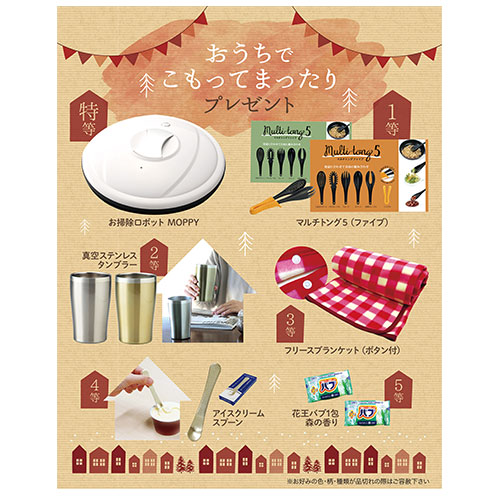 おうちで
こもってまったり
プレゼント
特等
1等
Multi tong 5
Multi tong 5
お掃除ロボット MOPPY
マルチトング5(ファイブ)
真空ステンレス
タンブラー
2等
3等
フリースブランケット(ボタン付)
4等
アイスクリーム
スプーン
5等
バブ
バブ
花王バブ1包
森の香り
※お好みの色・柄・種類が品切れの際はご容赦下さい